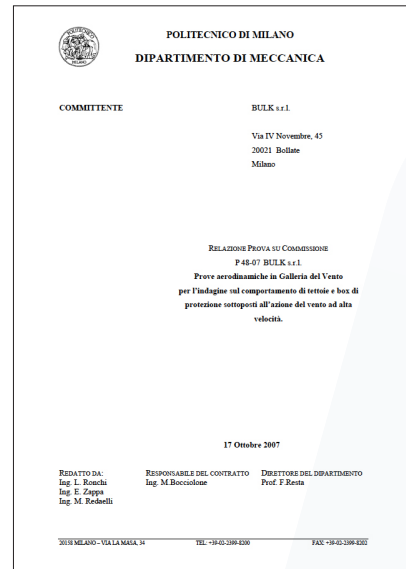 POLITECNICO DI MILANO
DIPARTIMENTO DI MECCANICA
COMMITTENTE
BULK s.r.l.
Via IV Novembre, 45
20021 Bollate
Milano
RELAZIONE PROVA SU COMMISSIONE
P 48-07 BULK s.r.l.
Prove aerodinamiche in Galleria del Vento
per l'indagine sul comportamento di tettoie e box di
protezione sottoposti all'azione del vento ad alta
velocità.
17 Ottobre 2007
REDATTO DA:
Ing. L. Ronchi
Ing. E. Zappa
Ing. M. Redaelli
RESPONSABILE DEL CONTRATTO
Ing. M.Bocciolone
DIRETTORE DEL DIPARTIMENTO
Prof. F.Resta
20158 MILANO – VIA LA MASA, 34 TEL: +39-02-2399-8200 FAX: +39-02-2399-8202